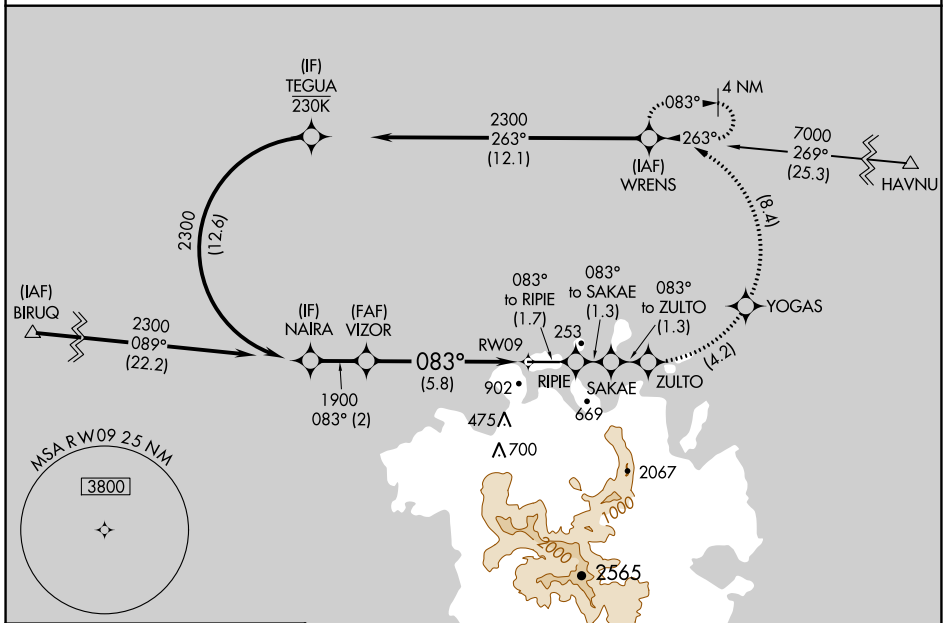 (IF)
TEGUA
230K
083°
4 NM
2300
263°
(12.1)
263°
(IAF)
WRENS
7000
269°
(25.3)
HAVNU
2300
(12.6)
(8.4)
(IAF)
BIRUQ
2300
089°
(22.2)
(IF)
NAIRA
(FAF)
VIZOR
1900
083° (2)
083°
(5.8)
RW09
083°
to RIPIE
(1.7)
083°
to SAKAE
(1.3)
083°
to ZULTO
(1.3)
253
YOGAS
(4.2)
RIPIE
SAKAE
ZULTO
902
669
475
700
2067
1000
2000
2565
MSA RW09 25 NM
3800